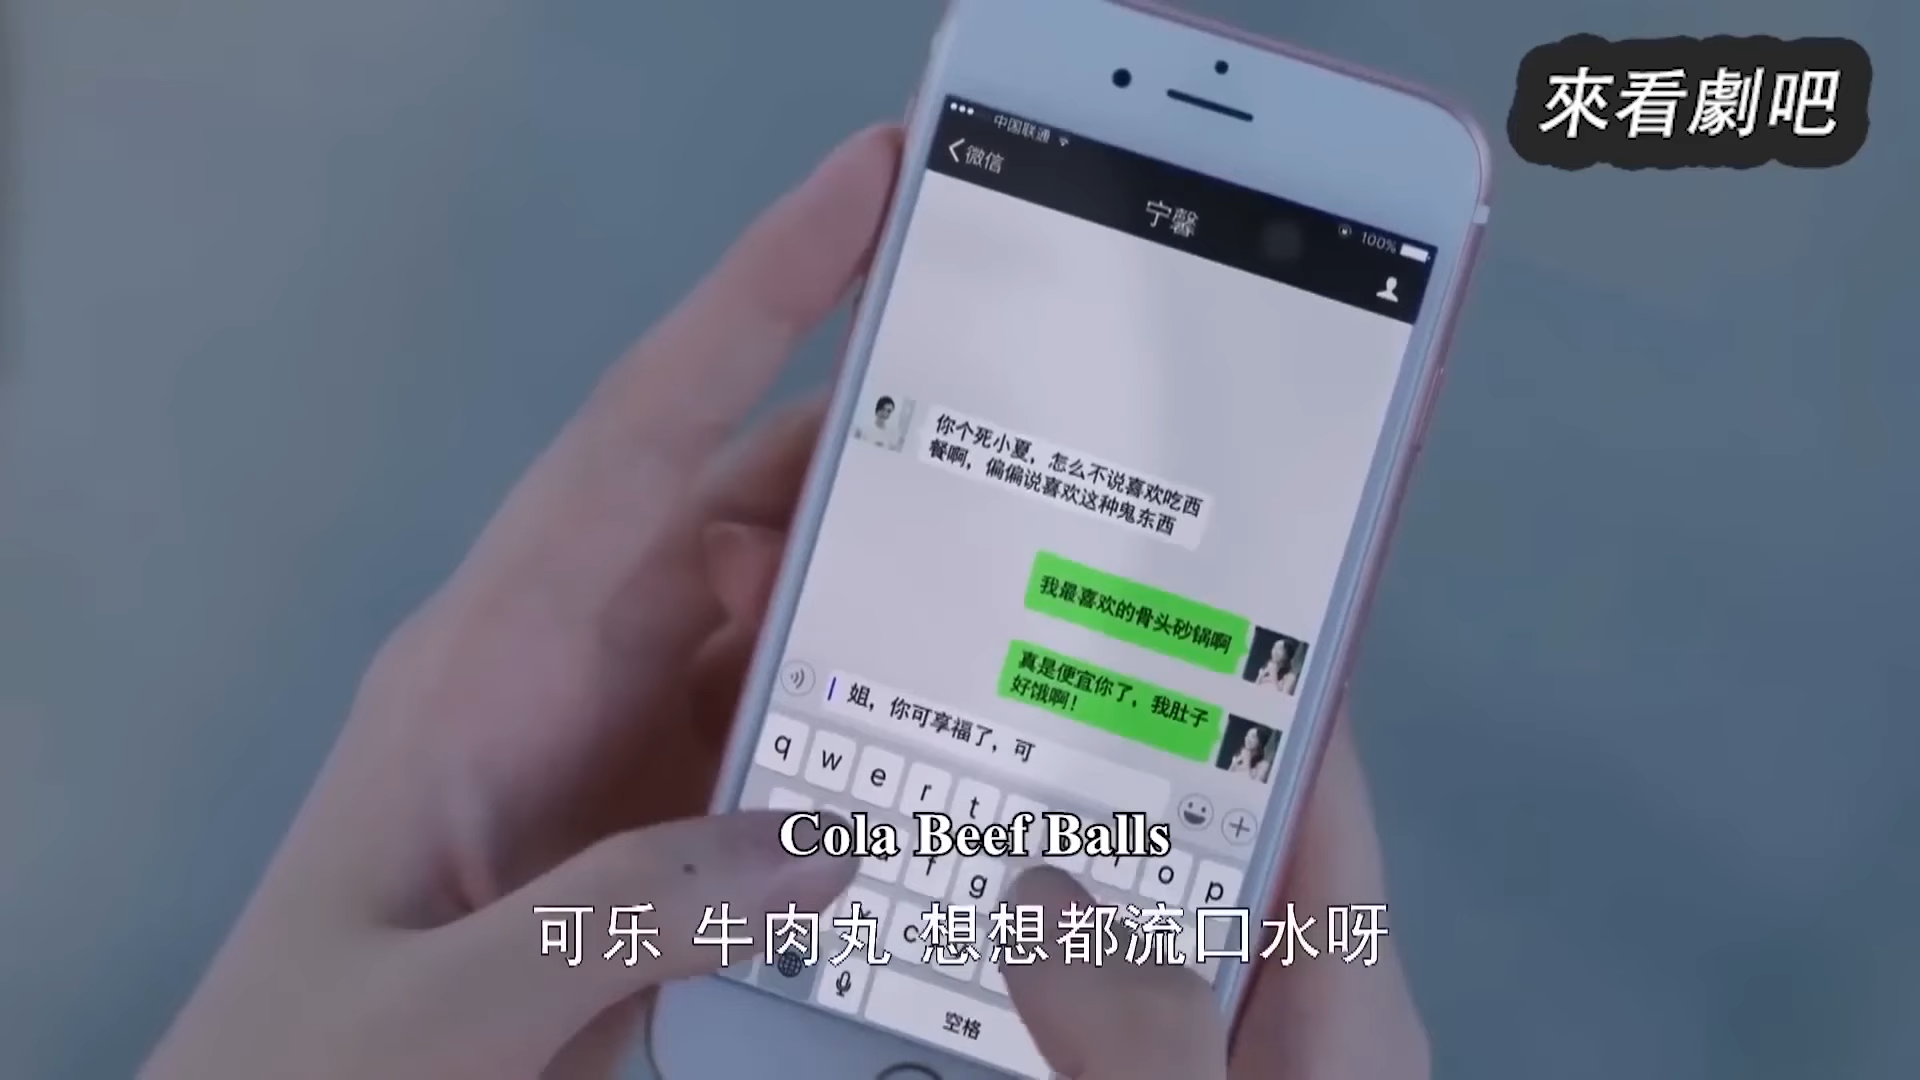 來看劇吧
中国联通
100%
微信
宁馨
你个死小夏，怎么不说喜欢吃西
餐啊，偏偏说喜欢这种鬼东西
我最喜欢的骨头砂锅啊
真是便宜你了，我肚子
好饿啊！
姐，你可享福了，可
q w e r t o p
f g
c
空格
Cola Beef Balls
可乐 牛肉丸 想想都流口水呀